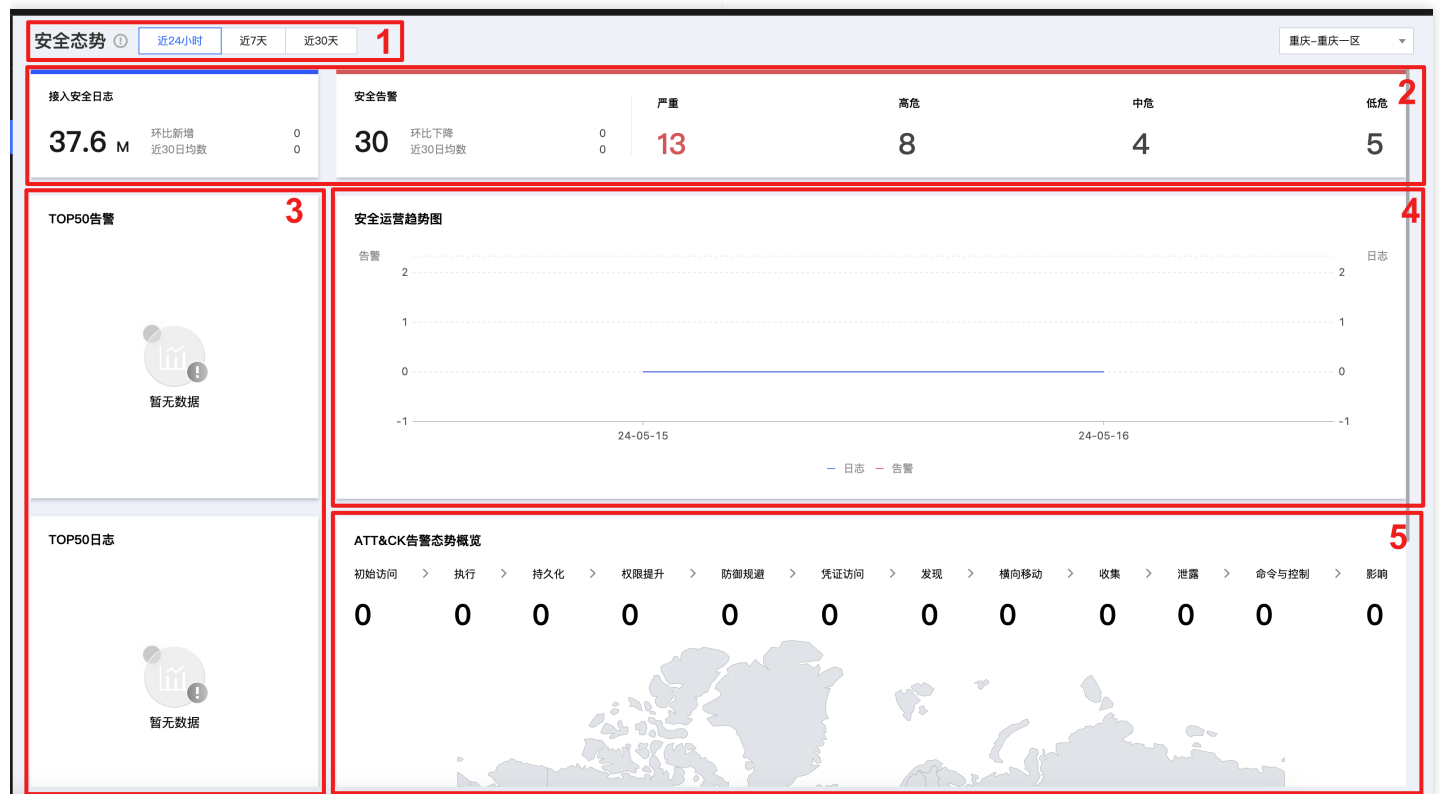 安全态势 近24小时 近7天 近30天 1 重庆-重庆一区
2
接入安全日志
37.6 M 环比新增 0
近30日均数 0
安全告警
30 环比下降 0
近30日均数 0
严重 高危 中危 低危
13 8 4 5
3
TOP50告警
暂无数据
TOP50日志
暂无数据
4
安全运营趋势图
告警 日志
2 2
1 1
0 0
-1 -1
24-05-15 24-05-16
日志 告警
5
ATT&CK告警态势概览
初始访问 > 执行 > 持久化 > 权限提升 > 防御规避 > 凭证访问 > 发现 > 横向移动 > 收集 > 泄露 > 命令与控制 > 影响
0 0 0 0 0 0 0 0 0 0 0 0